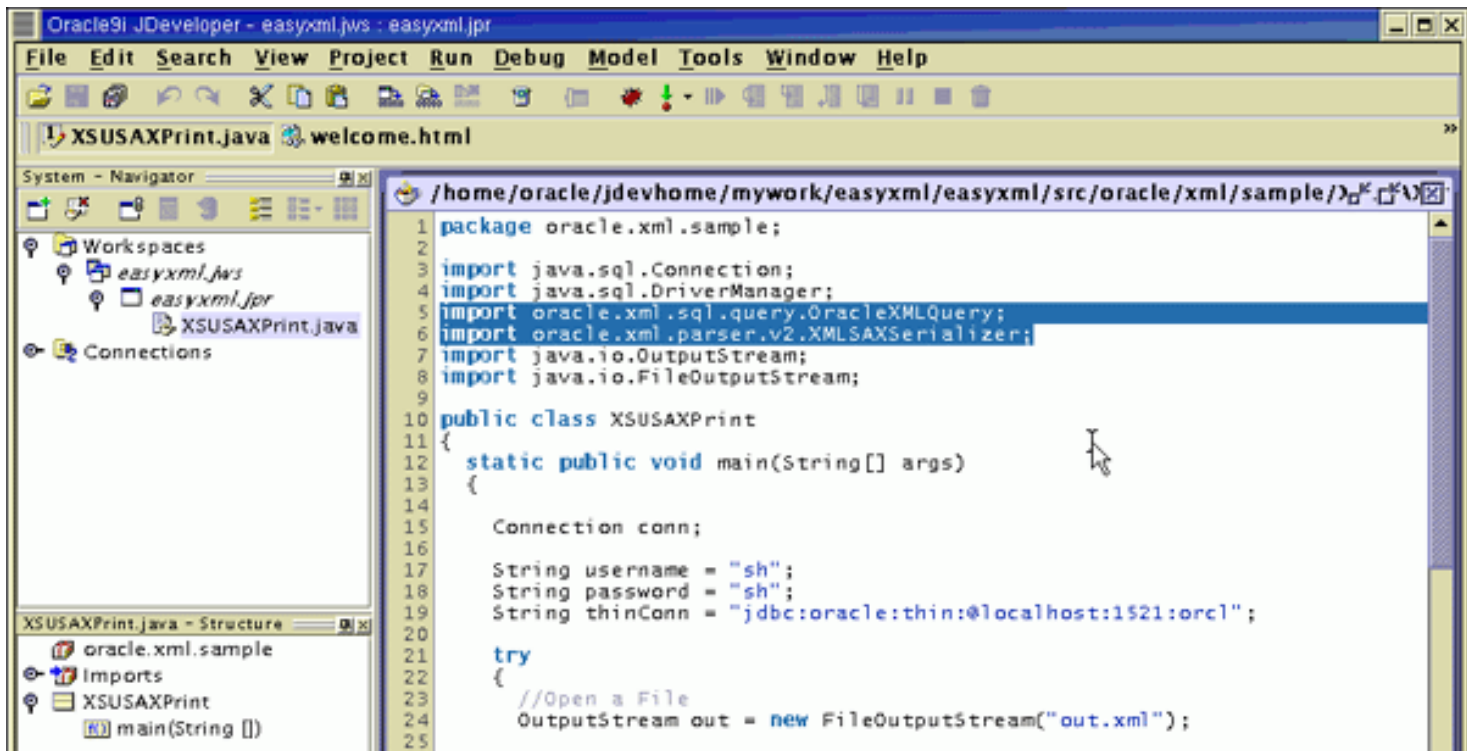 Oracle9i JDeveloper - easyxml.jws : easyxml.jpr
File Edit Search View Project Run Debug Model Tools Window Help
XSUSAXPrint.java welcome.html
System - Navigator
Workspaces
easyxml.jws
easyxml.jpr
XSUSAXPrint.java
Connections
XSUSAXPrint.java - Structure
oracle.xml.sample
Imports
XSUSAXPrint
main(String [])
/home/oracle/jdevhome/mywork/easyxml/easyxml/src/oracle/xml/sample/
1 package oracle.xml.sample;
2
3 import java.sql.Connection;
4 import java.sql.DriverManager;
5 import oracle.xml.sql.query.OracleXMLQuery;
6 import oracle.xml.parser.v2.XMLSAXSerializer;
7 import java.io.OutputStream;
8 import java.io.FileOutputStream;
9
10 public class XSUSAXPrint
11 {
12 static public void main(String[] args)
13 {
14
15 Connection conn;
16
17 String username = "sh";
18 String password = "sh";
19 String thinConn = "jdbc:oracle:thin:@localhost:1521:orcl";
20
21 try
22 {
23 //Open a File
24 OutputStream out = new FileOutputStream("out.xml");
25